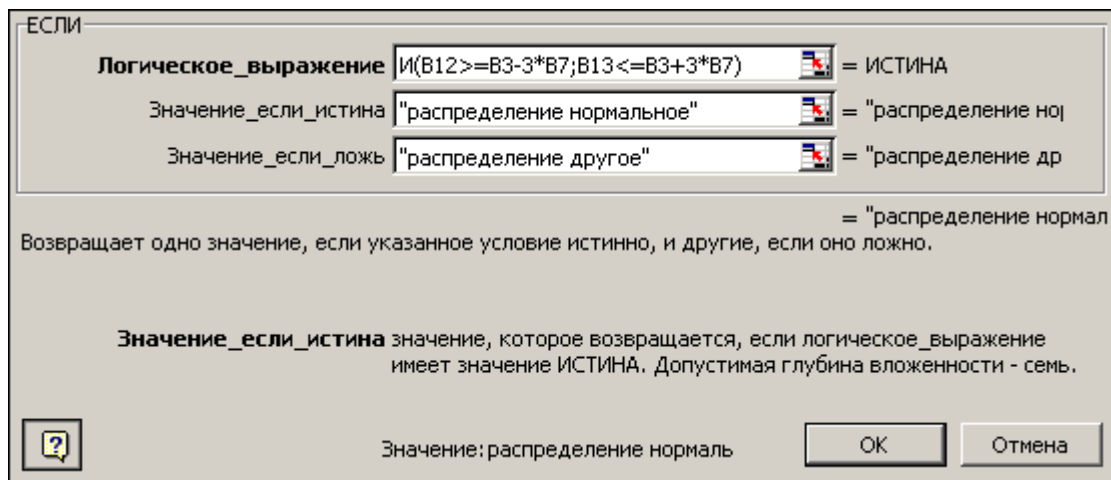 ЕСЛИ
Логическое_выражение И(B12>=B3-3*B7;B13<=B3+3*B7) = ИСТИНА
Значение_если_истина "распределение нормальное" = "распределение но
Значение_если_ложь "распределение другое" = "распределение др
= "распределение нормал
Возвращает одно значение, если указанное условие истинно, и другие, если оно ложно.
Значение_если_истина значение, которое возвращается, если логическое_выражение
имеет значение ИСТИНА. Допустимая глубина вложенности - семь.
Значение:распределение нормаль
OK
Отмена